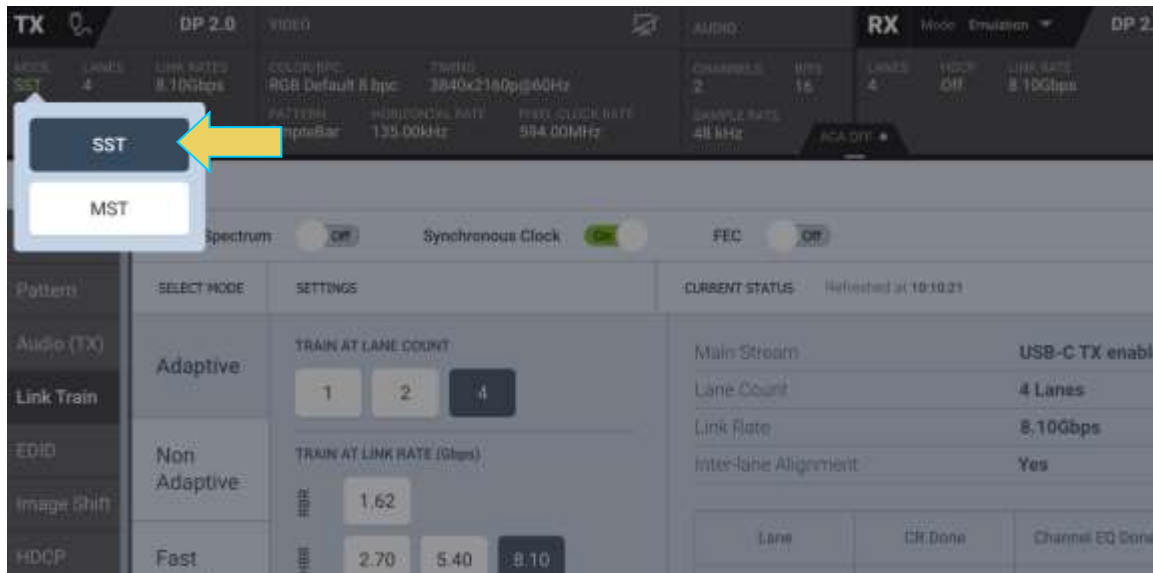 TX DP 2.0 VIDEO AUDIO RX Mode Emulation DP 2.
MODE LANES LINK RATES COLOR/BPC TIMING CHANNELS BITS LANES HDCP LINK RATE
SST 4 8.10Gbps RGB Default 8 bpc 3840x2160p@60Hz 2 16 4 Off 8.10Gbps
PATTERN HORIZONTAL RATE PIXEL CLOCK RATE SAMPLE RATE
mpteBar 135.00kHz 594.00MHz 48 kHz ACA OFF
SST
MST
Spectrum Off Synchronous Clock On FEC Off
Pattern SELECT MODE SETTINGS CURRENT STATUS Refreshed at 10:10:21
Audio (TX) Adaptive TRAIN AT LANE COUNT Main Stream USB-C TX enabl
1 2 4 Lane Count 4 Lanes
Link Train Link Rate 8.10Gbps
EDID Non Adaptive TRAIN AT LINK RATE (Gbps) Inter-lane Alignment Yes
Image Shift RBR 1.62
Lane CR Done Channel EQ Done
HDCP Fast 2.70 5.40 8.10